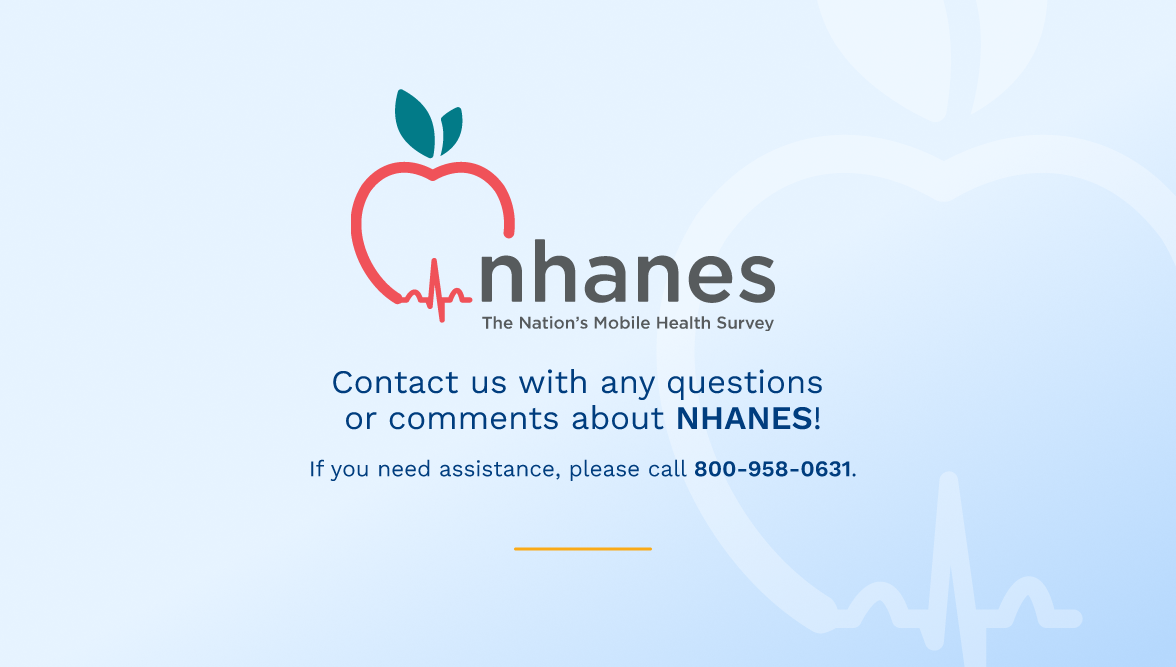 nhanes
The Nation's Mobile Health Survey
Contact us with any questions
or comments about NHANES!
If you need assistance, please call 800-958-0631.